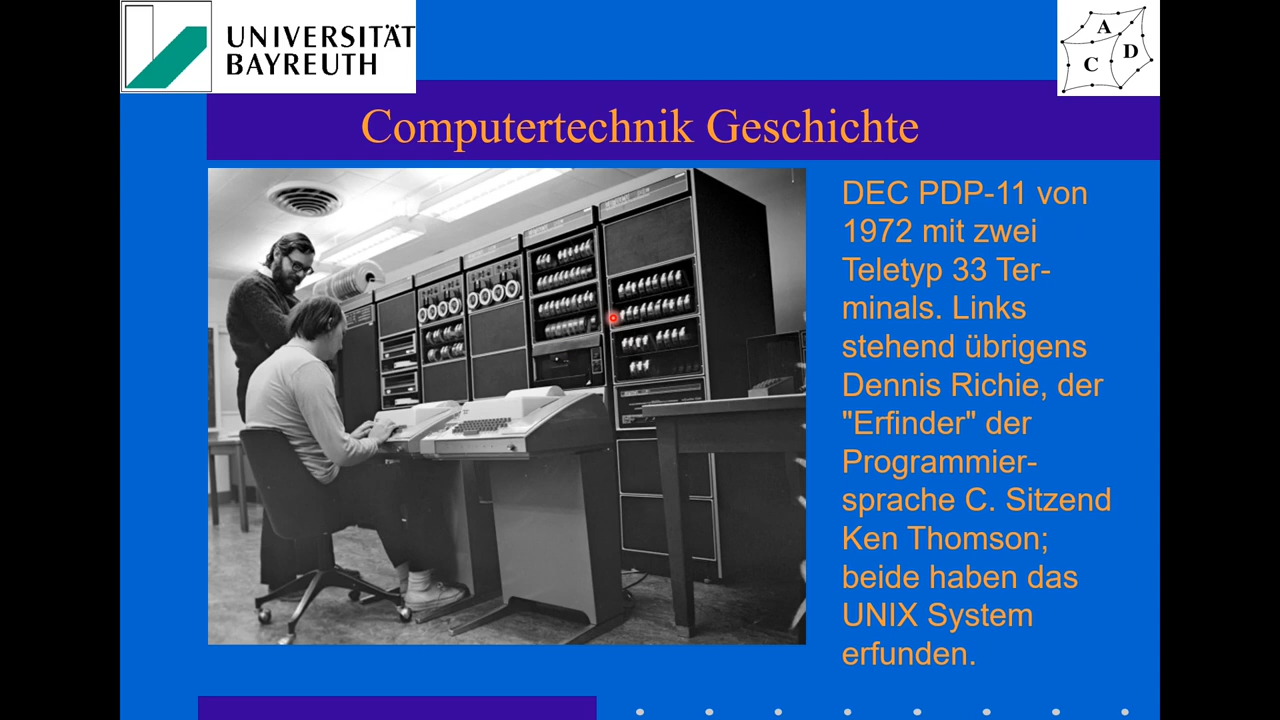 UNIVERSITÄT
BAYREUTH
A
D
C
Computertechnik Geschichte
DEC PDP-11 von
1972 mit zwei
Teletyp 33 Ter-
minals. Links
stehend übrigens
Dennis Richie, der
"Erfinder" der
Programmier-
sprache C. Sitzend
Ken Thomson;
beide haben das
UNIX System
erfunden.